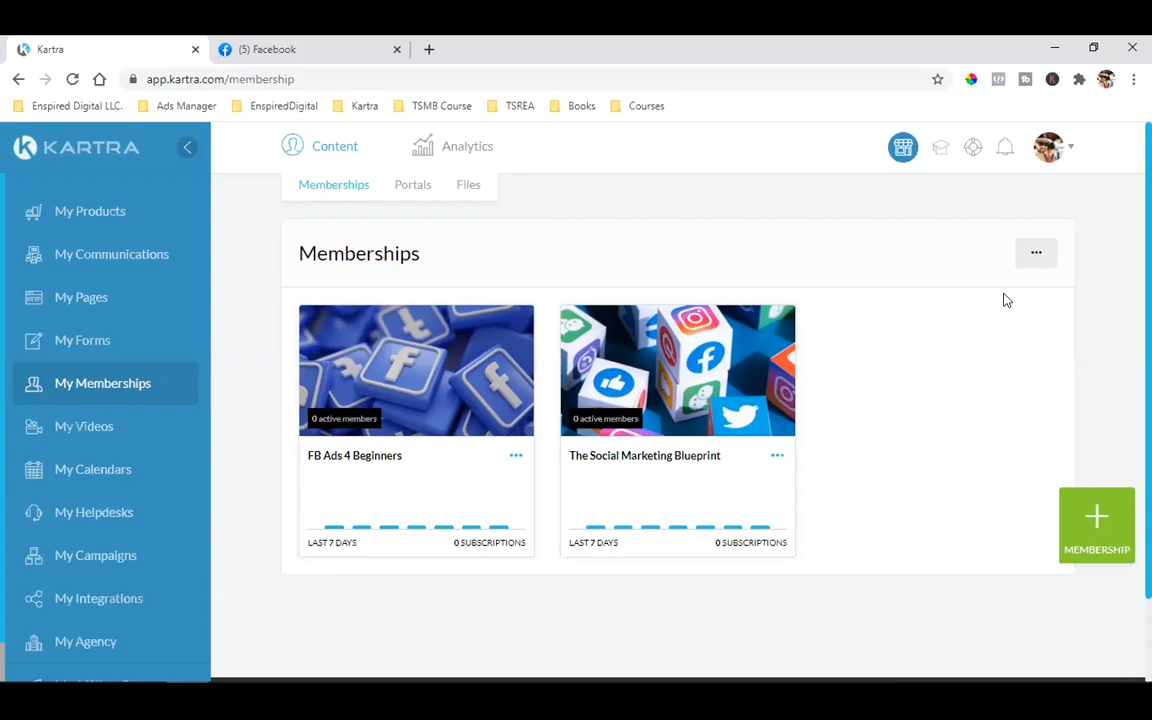 Kartra
(5) Facebook
app.kartra.com/membership
Enspired Digital LLC.
Ads Manager
EnspiredDigital
Kartra
TSMB Course
TSREA
Books
Courses
KARTRA
Content
Analytics
Memberships
Portals
Files
My Products
My Communications
My Pages
My Forms
My Memberships
My Videos
My Calendars
My Helpdesks
My Campaigns
My Integrations
My Agency
Memberships
0 active members
0 active members
FB Ads 4 Beginners
The Social Marketing Blueprint
LAST 7 DAYS
0 SUBSCRIPTIONS
LAST 7 DAYS
0 SUBSCRIPTIONS
MEMBERSHIP